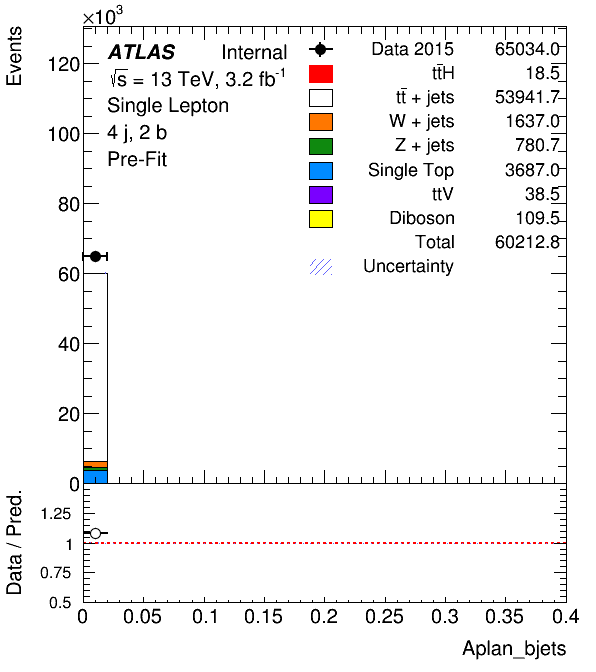 ×10³
Events
120
100
80
60
40
20
0
ATLAS Internal
√s = 13 TeV, 3.2 fb⁻¹
Single Lepton
4 j, 2 b
Pre-Fit
Data 2015 65034.0
tt̄H 18.5
tt̄ + jets 53941.7
W + jets 1637.0
Z + jets 780.7
Single Top 3687.0
ttV 38.5
Diboson 109.5
Total 60212.8
Uncertainty
Data / Pred.
1.25
1
0.75
0.5
0 0.05 0.1 0.15 0.2 0.25 0.3 0.35 0.4
Aplan_bjets